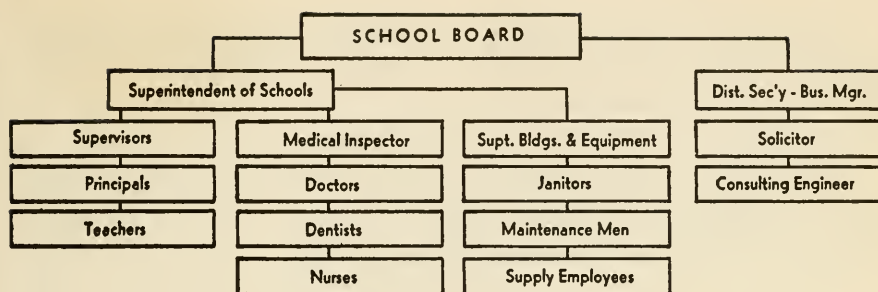 SCHOOL BOARD
Superintendent of Schools
Dist. Sec'y - Bus. Mgr.
Supervisors
Medical Inspector
Supt. Bldgs. & Equipment
Solicitor
Principals
Doctors
Janitors
Consulting Engineer
Teachers
Dentists
Maintenance Men
Nurses
Supply Employees